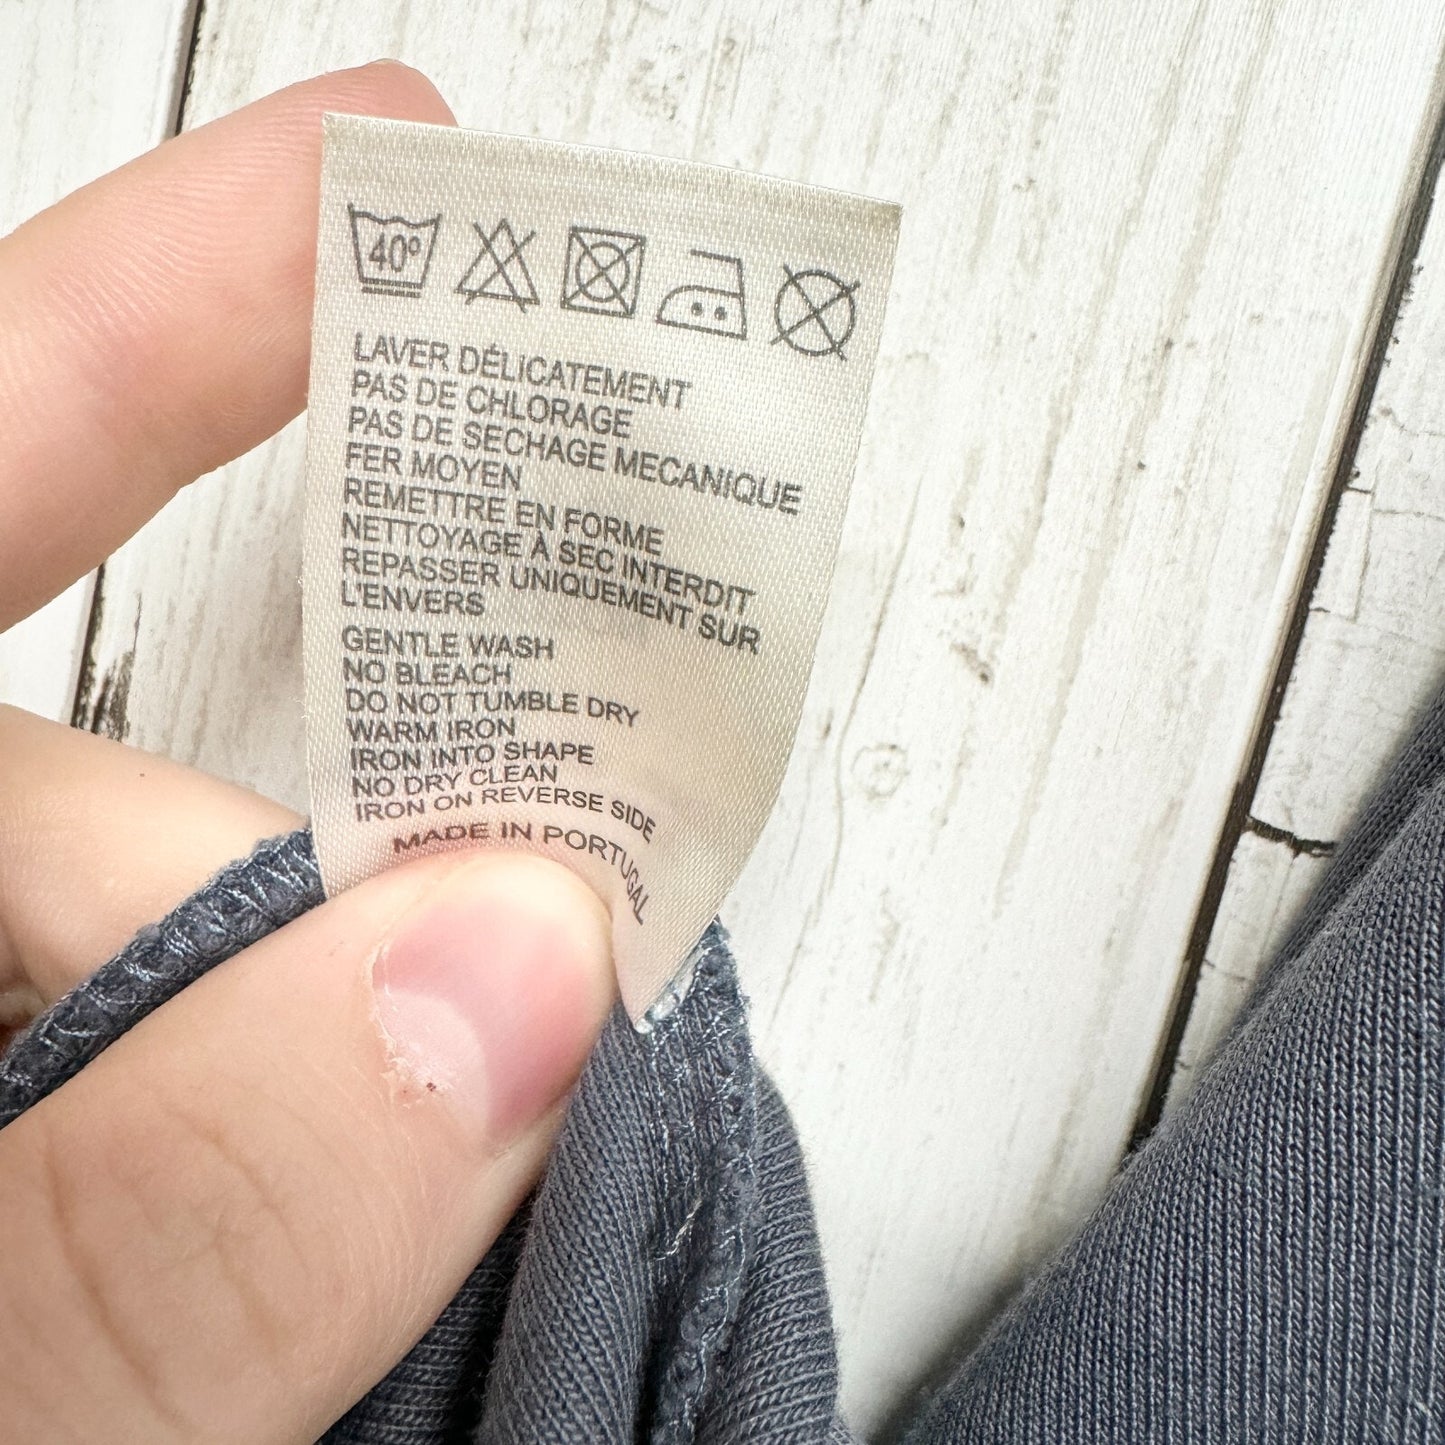 40º
LAVER DÉLICATEMENT
PAS DE CHLORAGE
PAS DE SECHAGE MECANIQUE
FER MOYEN
REMETTRE EN FORME
NETTOYAGE À SEC INTERDIT
REPASSER UNIQUEMENT SUR
L'ENVERS
GENTLE WASH
NO BLEACH
DO NOT TUMBLE DRY
WARM IRON
IRON INTO SHAPE
NO DRY CLEAN
IRON ON REVERSE SIDE
MADE IN PORTUGAL